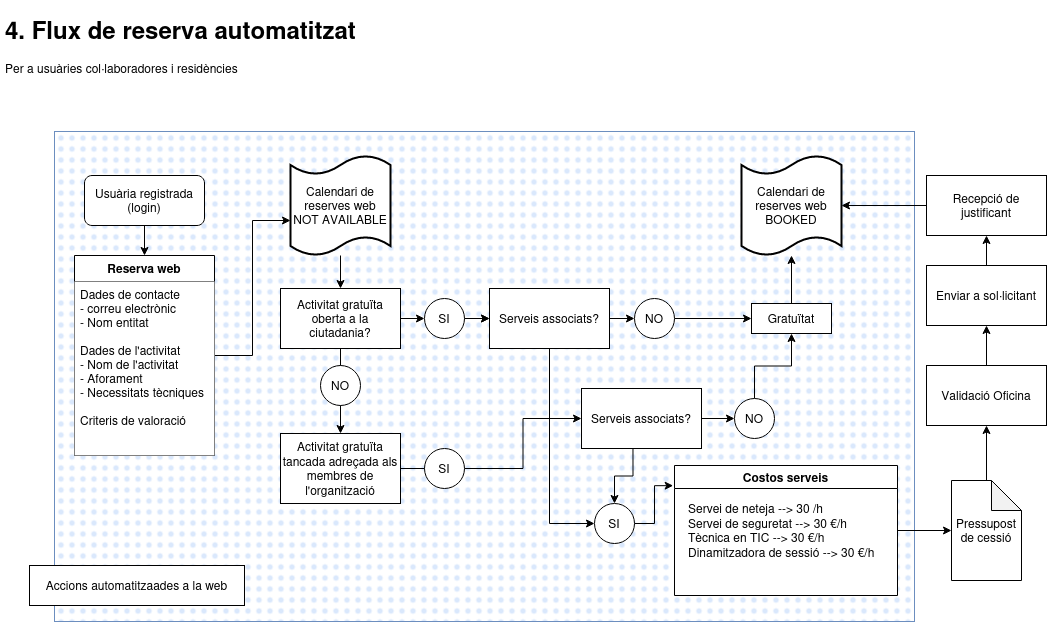 4. Flux de reserva automatitzat
Per a usuàries col·laboradores i residències
Usuària registrada
(login)
Reserva web
Dades de contacte
- correu electrònic
- Nom entitat
Dades de l'activitat
- Nom de l'activitat
- Aforament
- Necessitats tècniques
Criteris de valoració
Calendari de
reserves web
NOT AVAILABLE
Activitat gratuïta
oberta a la
ciutadania?
SI
Serveis associats?
NO
Gratuïtat
Calendari de
reserves web
BOOKED
NO
Activitat gratuïta
tancada adreçada als
membres de
l'organització
SI
Serveis associats?
NO
SI
Costos serveis
Servei de neteja --> 30 /h
Servei de seguretat --> 30 €/h
Tècnica en TIC --> 30 €/h
Dinamitzadora de sessió --> 30 €/h
Pressupost
de cessió
Validació Oficina
Enviar a sol·licitant
Recepció de
justificant
Accions automatitzaades a la web